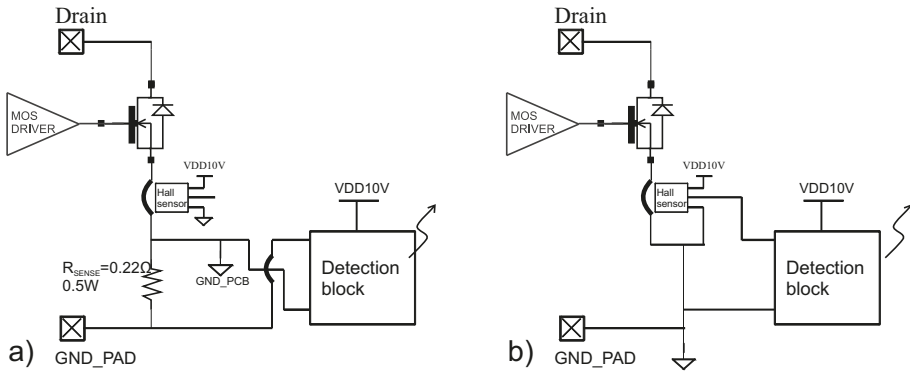 Drain
MOS
DRIVER
VDD10V
Hall
sensor
VDD10V
Detection
block
R_SENSE=0.22Ω
0.5W
GND_PCB
a)
GND_PAD
Drain
MOS
DRIVER
VDD10V
Hall
sensor
VDD10V
Detection
block
b)
GND_PAD